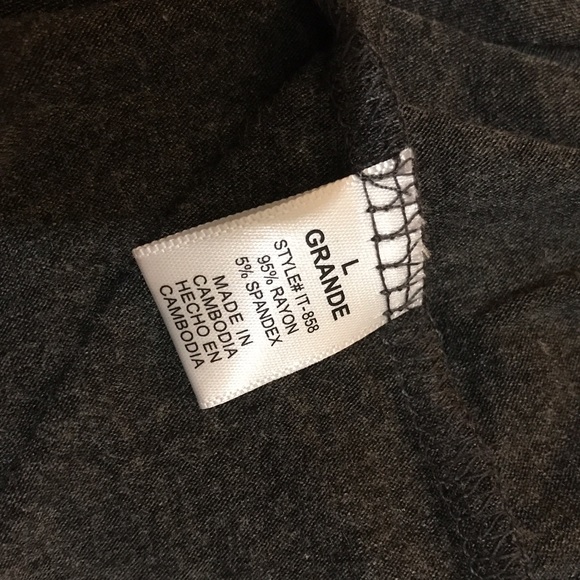 L
GRANDE
STYLE# IT-858
95% RAYON
5% SPANDEX
MADE IN
CAMBODIA
HECHO EN
CAMBODIA